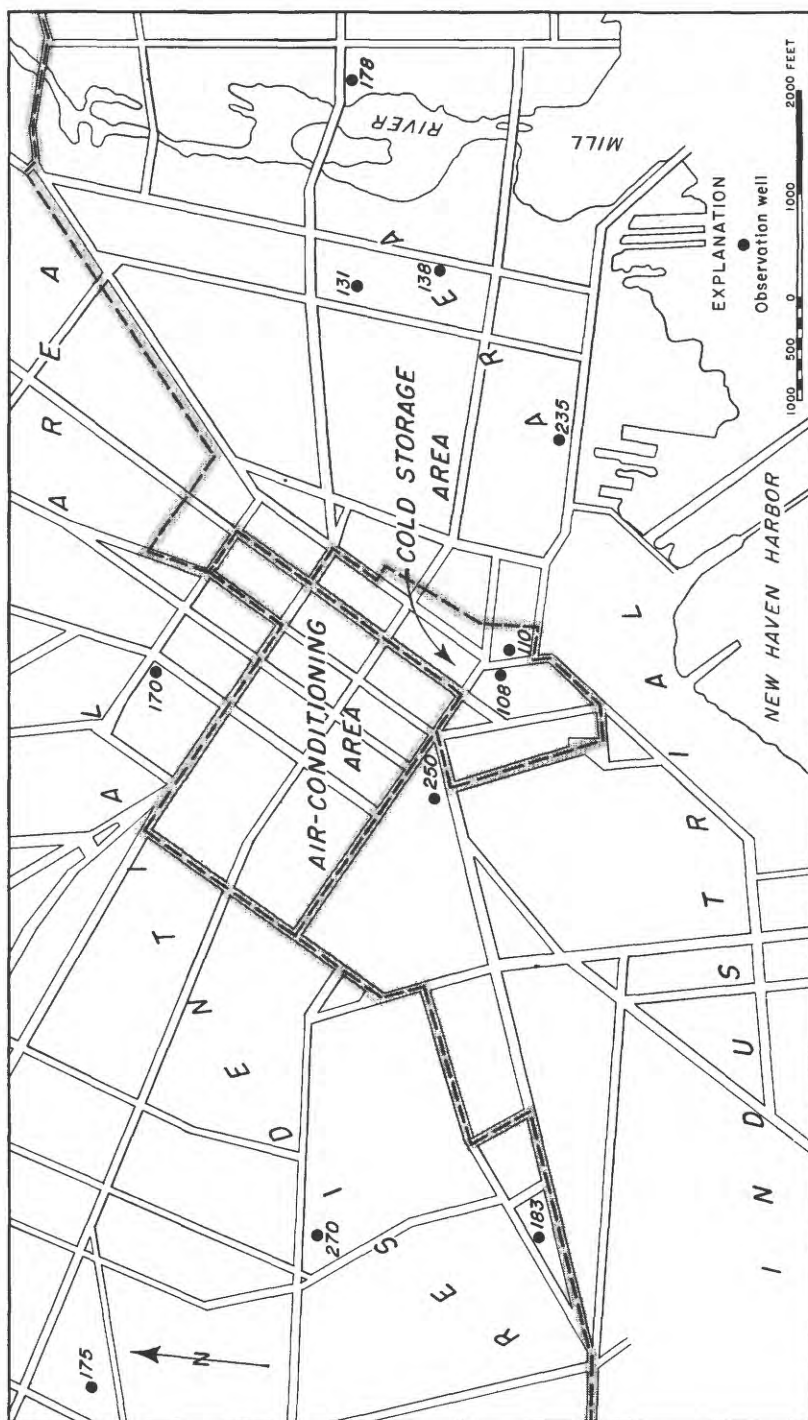 175
N
170
270
RESIDENTIAL AREA
178
131
RIVER
AIR-CONDITIONING
AREA
250
COLD STORAGE
AREA
138
MILL
108
110
183
235
INDUSTRIAL AREA
EXPLANATION
Observation well
NEW HAVEN HARBOR
1000 500 0 1000 2000 FEET